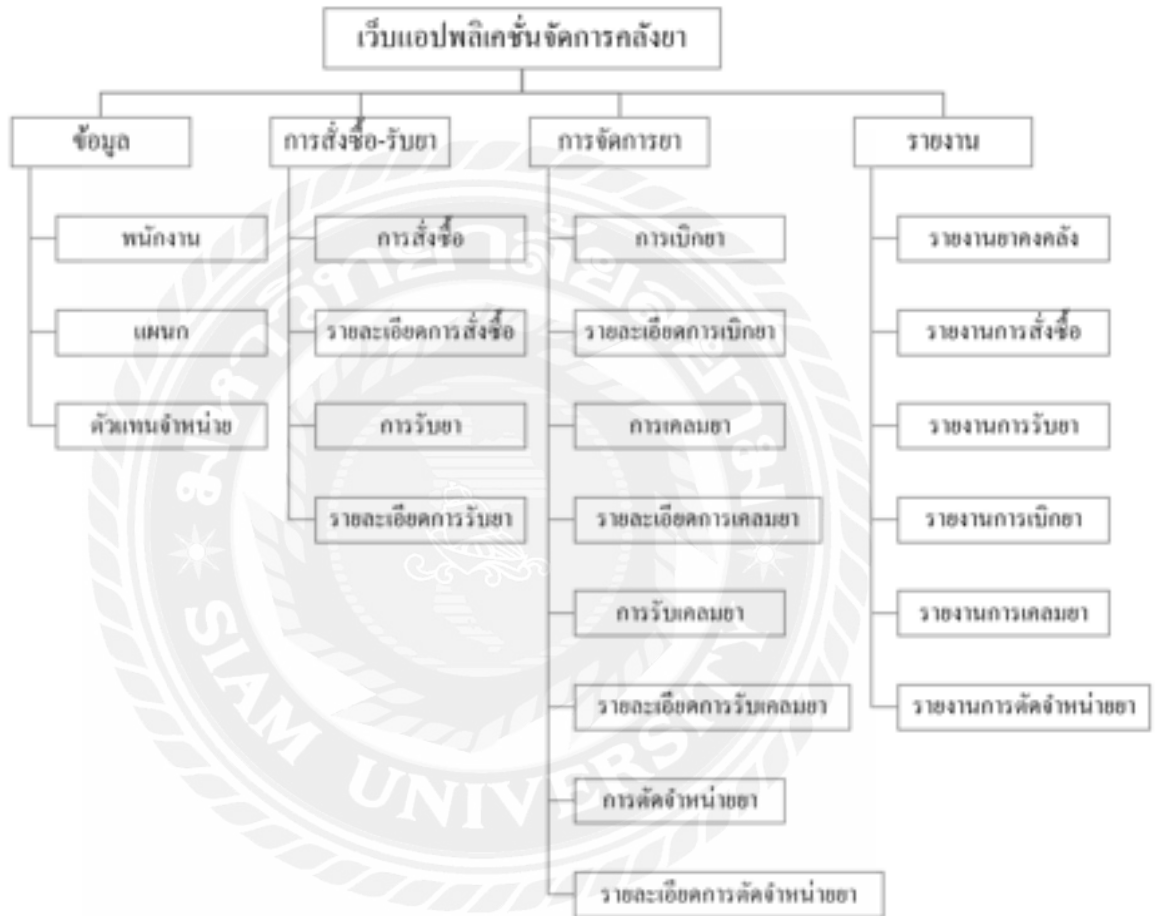 เว็บแอปพลิเคชั่นจัดการคลังยา
ข้อมูล
การสั่งซื้อ-รับยา
การจัดการยา
รายงาน
พนักงาน
การสั่งซื้อ
การเบิกยา
รายงานยาคงคลัง
แผนก
รายละเอียดการสั่งซื้อ
รายละเอียดการเบิกยา
รายงานการสั่งซื้อ
ตัวแทนจำหน่าย
การรับยา
การเคลมยา
รายงานการรับยา
รายละเอียดการรับยา
รายละเอียดการเคลมยา
รายงานการเบิกยา
การรับเคลมยา
รายงานการเคลมยา
รายละเอียดการรับเคลมยา
รายงานการตัดจำหน่ายยา
การตัดจำหน่ายยา
รายละเอียดการตัดจำหน่ายยา
มหาวิทยาลัยสยาม
SIAM UNIVERSITY